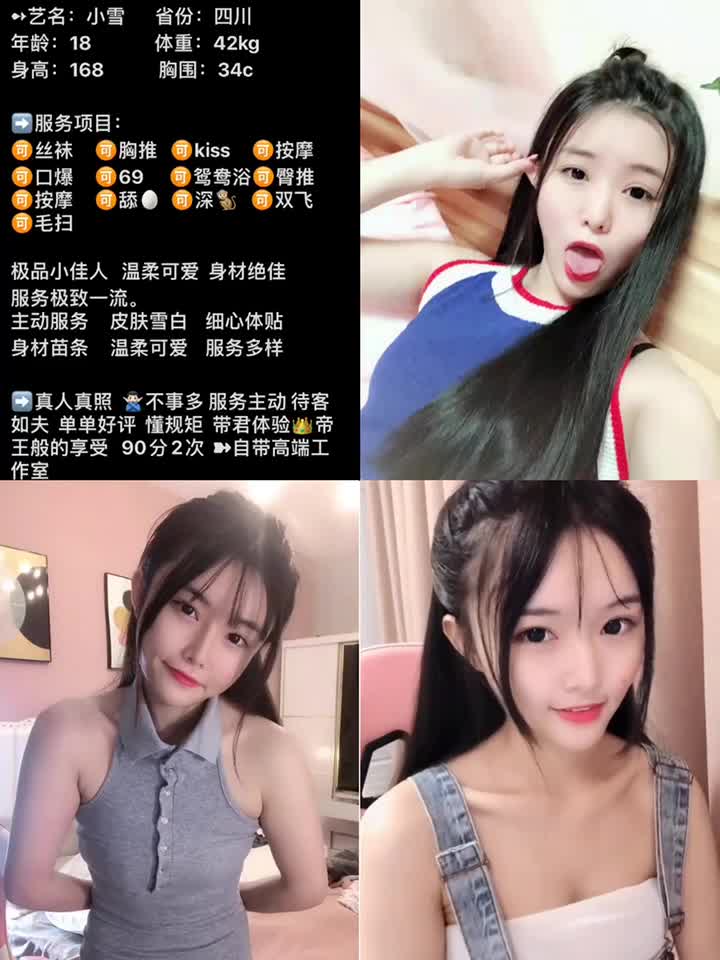 ➻艺名：小雪 省份：四川
年龄：18 体重：42kg
身高：168 胸围：34c
➡️服务项目：
🉑丝袜 🉑胸推 🉑kiss 🉑按摩
🉑口爆 🉑69 🉑鸳鸯浴🉑臀推
🉑按摩 🉑舔🥚 🉑深🐒 🉑双飞
🉑毛扫
极品小佳人 温柔可爱 身材绝佳
服务极致一流。
主动服务 皮肤雪白 细心体贴
身材苗条 温柔可爱 服务多样
➡️真人真照 🙅🏻‍♂️不事多 服务主动 待客
如夫 单单好评 懂规矩 带君体验👑帝
王般的享受 90分2次 ➽自带高端工
作室